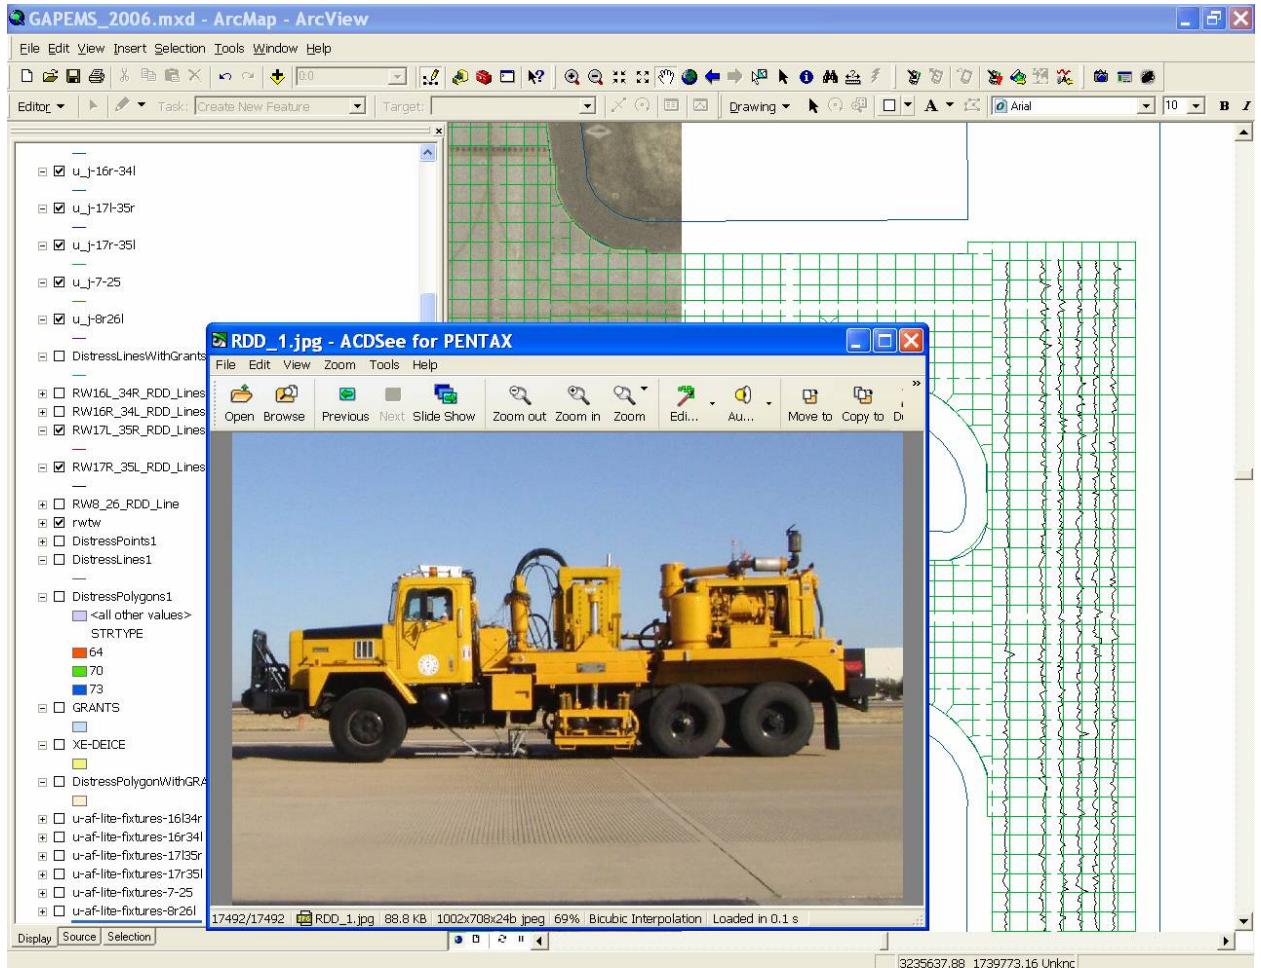 GAPEMS_2006.mxd - ArcMap - ArcView
File Edit View Insert Selection Tools Window Help
0:0
Editor Task: Create New Feature Target: Drawing A Arial 10 B I
u_j-16r-34l
u_j-17l-35r
u_j-17r-35l
u_j-7-25
u_j-8r26l
DistressLinesWithGrants
RW16L_34R_RDD_Lines
RW16R_34L_RDD_Lines
RW17L_35R_RDD_Lines
RW17R_35L_RDD_Lines
RW8_26_RDD_Line
rwtw
DistressPoints1
DistressLines1
DistressPolygons1
<all other values>
STRTYPE
64
70
73
GRANTS
XE-DEICE
DistressPolygonWithGRA
u-af-lite-fixtures-16l34r
u-af-lite-fixtures-16r34l
u-af-lite-fixtures-17l35r
u-af-lite-fixtures-17r35l
u-af-lite-fixtures-7-25
u-af-lite-fixtures-8r26l
Display Source Selection
RDD_1.jpg - ACDSee for PENTAX
File Edit View Zoom Tools Help
Open Browse Previous Next Slide Show Zoom out Zoom in Zoom Edi... Au... Move to Copy to
17492/17492 RDD_1.jpg 88.8 KB 1002x708x24b jpeg 69% Bicubic Interpolation Loaded in 0.1 s
3235637.88 1739773.16 Unknc